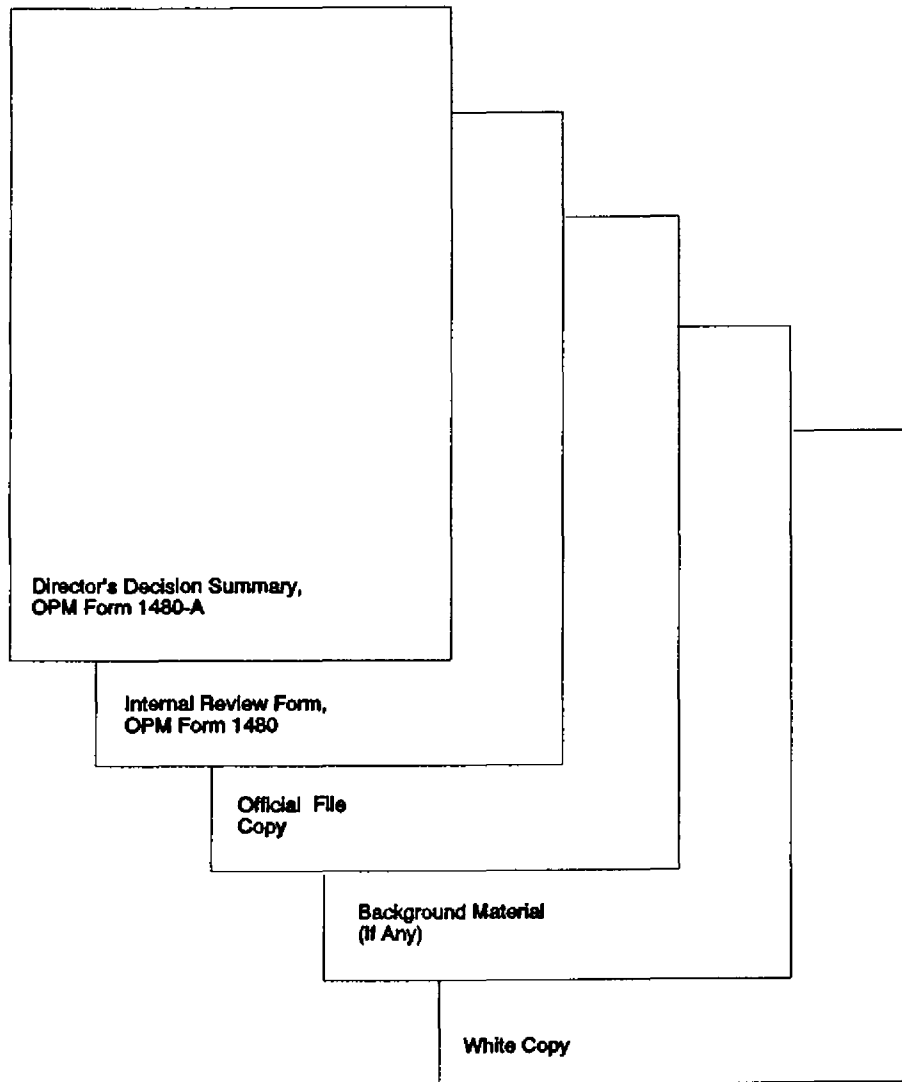 Director's Decision Summary,
OPM Form 1480-A
Internal Review Form,
OPM Form 1480
Official File
Copy
Background Material
(If Any)
White Copy